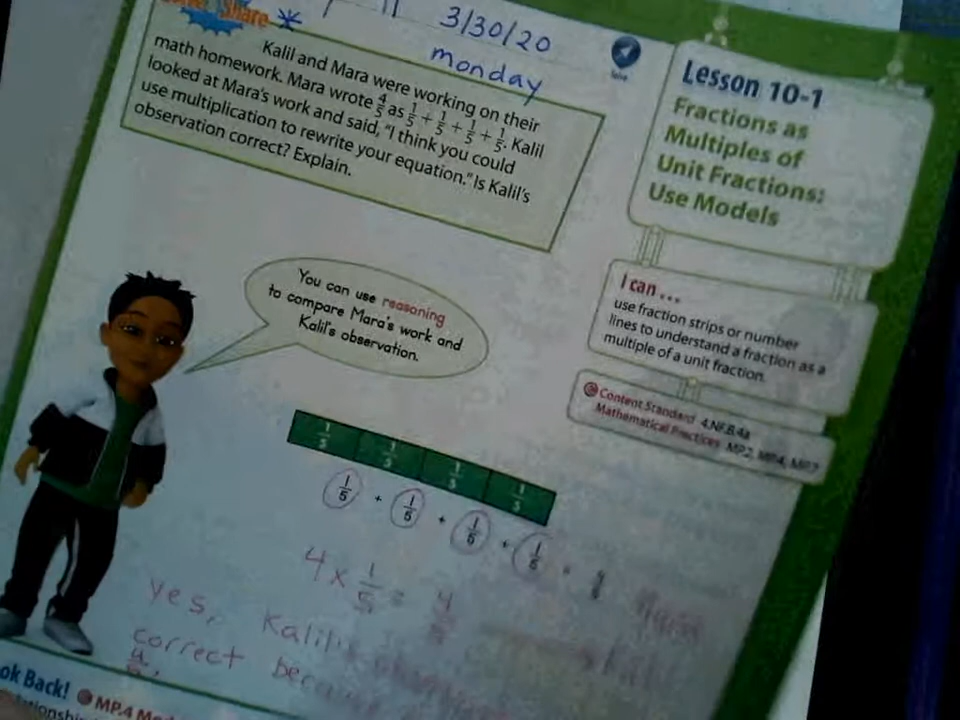 Share
3/30/20
monday
Kalil and Mara were working on their
math homework. Mara wrote 4/5 as 1/5 + 1/5 + 1/5 + 1/5. Kalil
looked at Mara's work and said, "I think you could
use multiplication to rewrite your equation." Is Kalil's
observation correct? Explain.
Lesson 10-1
Fractions as
Multiples of
Unit Fractions:
Use Models
I can ...
use fraction strips or number
lines to understand a fraction as a
multiple of a unit fraction.
Content Standard 4.NF.B.4a
Mathematical Practices MP.2, MP.4, MP.7
You can use reasoning
to compare Mara's work and
Kalil's observation.
1/5 1/5 1/5 1/5
1/5 + 1/5 + 1/5 + 1/5 =
4 × 1/5 = 4/5
yes, Kalil's
correct
ok Back! MP.4